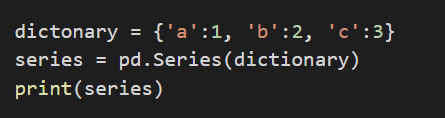 dictonary = {'a':1, 'b':2, 'c':3}
series = pd.Series(dictionary)
print(series)